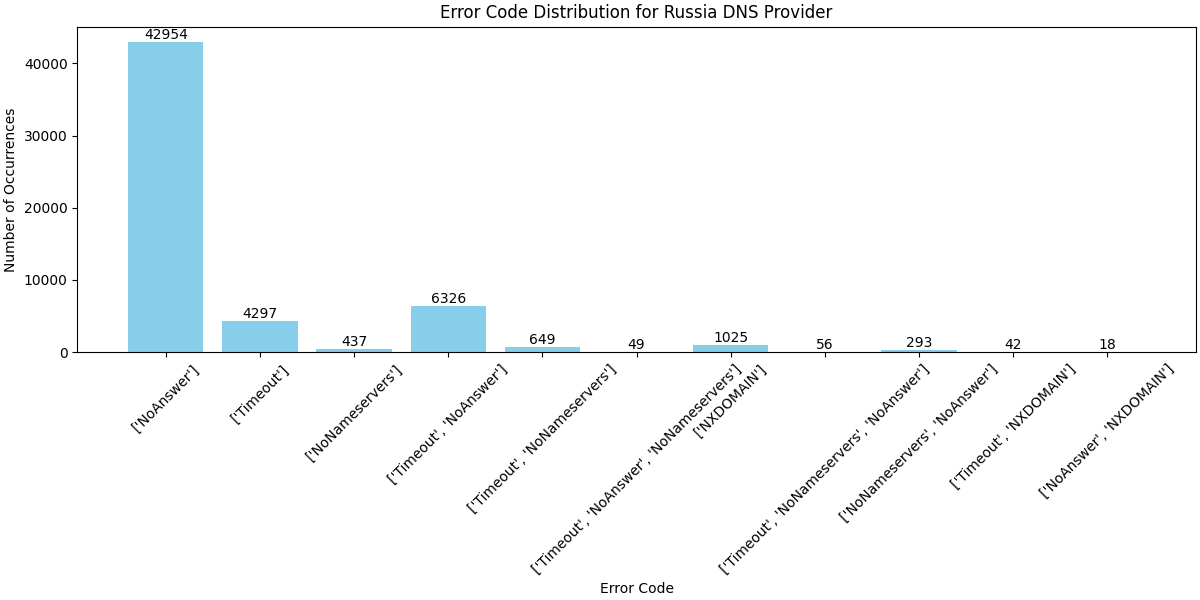 Error Code Distribution for Russia DNS Provider
Number of Occurrences
40000
30000
20000
10000
0
42954
4297
437
6326
649
49
1025
56
293
42
18
['NoAnswer']
['Timeout']
['NoNameservers']
['Timeout', 'NoAnswer']
['Timeout', 'NoNameservers']
['Timeout', 'NoAnswer', 'NoNameservers']
['NXDOMAIN']
['Timeout', 'NoNameservers', 'NoAnswer']
['NoNameservers', 'NoAnswer']
['Timeout', 'NXDOMAIN']
['NoAnswer', 'NXDOMAIN']
Error Code